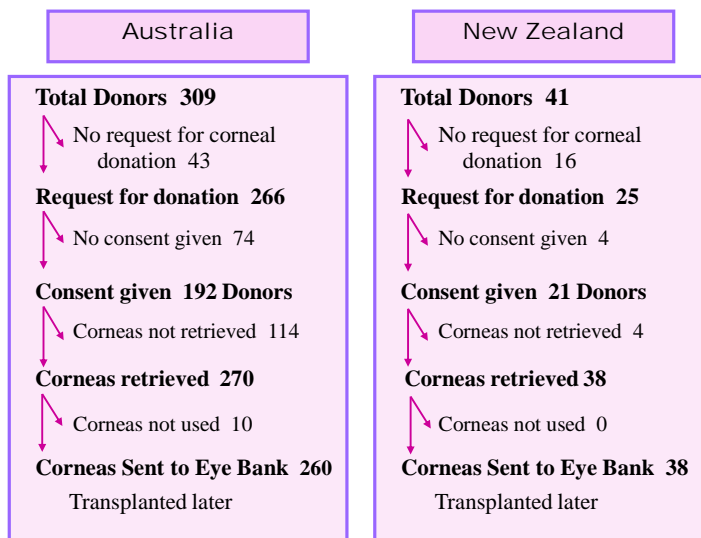 Australia
Total Donors 309
No request for corneal
donation 43
Request for donation 266
No consent given 74
Consent given 192 Donors
Corneas not retrieved 114
Corneas retrieved 270
Corneas not used 10
Corneas Sent to Eye Bank 260
Transplanted later
New Zealand
Total Donors 41
No request for corneal
donation 16
Request for donation 25
No consent given 4
Consent given 21 Donors
Corneas not retrieved 4
Corneas retrieved 38
Corneas not used 0
Corneas Sent to Eye Bank 38
Transplanted later